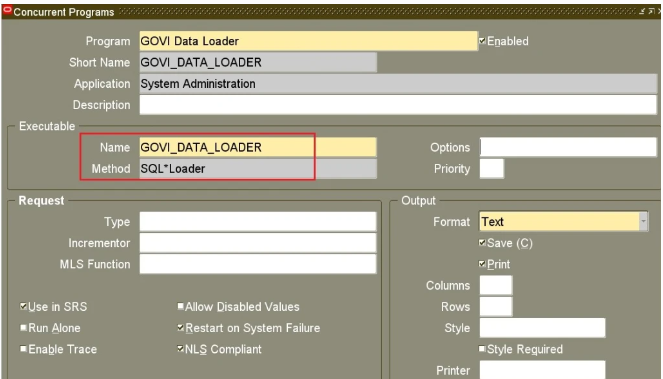 Concurrent Programs
Program GOVI Data Loader Enabled
Short Name GOVI_DATA_LOADER
Application System Administration
Description
Executable
Name GOVI_DATA_LOADER Options
Method SQL*Loader Priority
Request
Type
Incrementor
MLS Function
Use in SRS Allow Disabled Values
Run Alone Restart on System Failure
Enable Trace NLS Compliant
Output
Format Text
Save (C)
Print
Columns
Rows
Style
Style Required
Printer